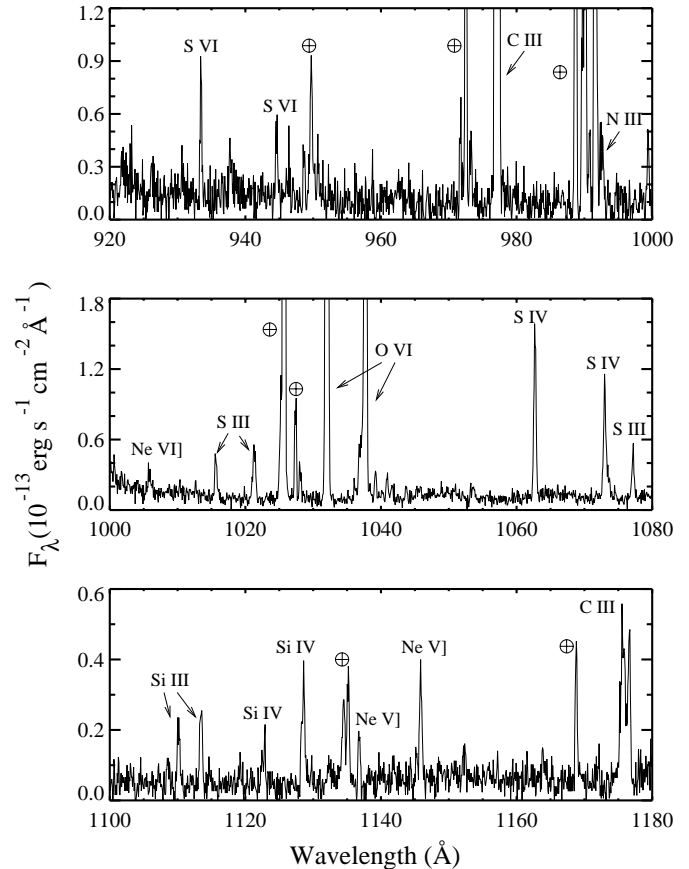 1.2
0.9
0.6
0.3
0.0
S VI
S VI
⊕
⊕
C III
⊕
N III
920 940 960 980 1000
1.8
1.2
0.6
0.0
Ne VI]
S III
⊕
⊕
O VI
S IV
S IV
S III
1000 1020 1040 1060 1080
F_λ (10^-13 erg s^-1 cm^-2 Å^-1)
0.6
0.4
0.2
0.0
Si III
Si IV
Si IV
⊕
Ne V]
Ne V]
⊕
C III
1100 1120 1140 1160 1180
Wavelength (Å)